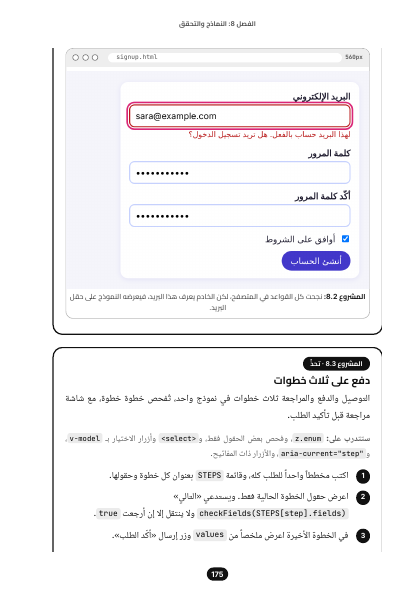 الفصل 8: النماذج والتحقق
signup.html
560px
البريد الإلكتروني
sara@example.com
لهذا البريد حساب بالفعل. هل تريد تسجيل الدخول؟
كلمة المرور
•••••••••••
أكّد كلمة المرور
•••••••••••
أوافق على الشروط
أنشئ الحساب
المشروع 8.2: نجحت كل القواعد في المتصفح، لكن الخادم يعرف هذا البريد، فيعرضه النموذج على حقل
البريد.
المشروع 8.3 · تحدٍّ
دفع على ثلاث خطوات
التوصيل والدفع والمراجعة ثلاث خطوات في نموذج واحد، تُفحص خطوة خطوة، مع شاشة
مراجعة قبل تأكيد الطلب.
ستتدرب على: z.enum، وفحص بعض الحقول فقط، و<select> وأزرار الاختيار بـ v-model،
و"aria-current="step، والأزرار ذات المفاتيح.
1 اكتب مخططاً واحداً للطلب كله، وقائمة STEPS بعنوان كل خطوة وحقولها.
2 اعرض حقول الخطوة الحالية فقط. ويستدعي «التالي»
checkFields(STEPS[step].fields) ولا ينتقل إلا إن أرجعت true.
3 في الخطوة الأخيرة اعرض ملخصاً من values وزر إرسال «أكّد الطلب».
175